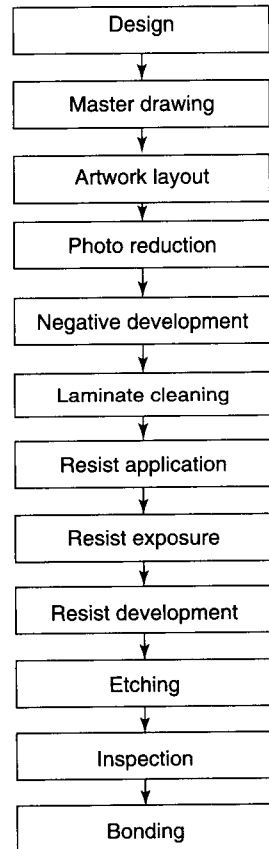 Design
Master drawing
Artwork layout
Photo reduction
Negative development
Laminate cleaning
Resist application
Resist exposure
Resist development
Etching
Inspection
Bonding